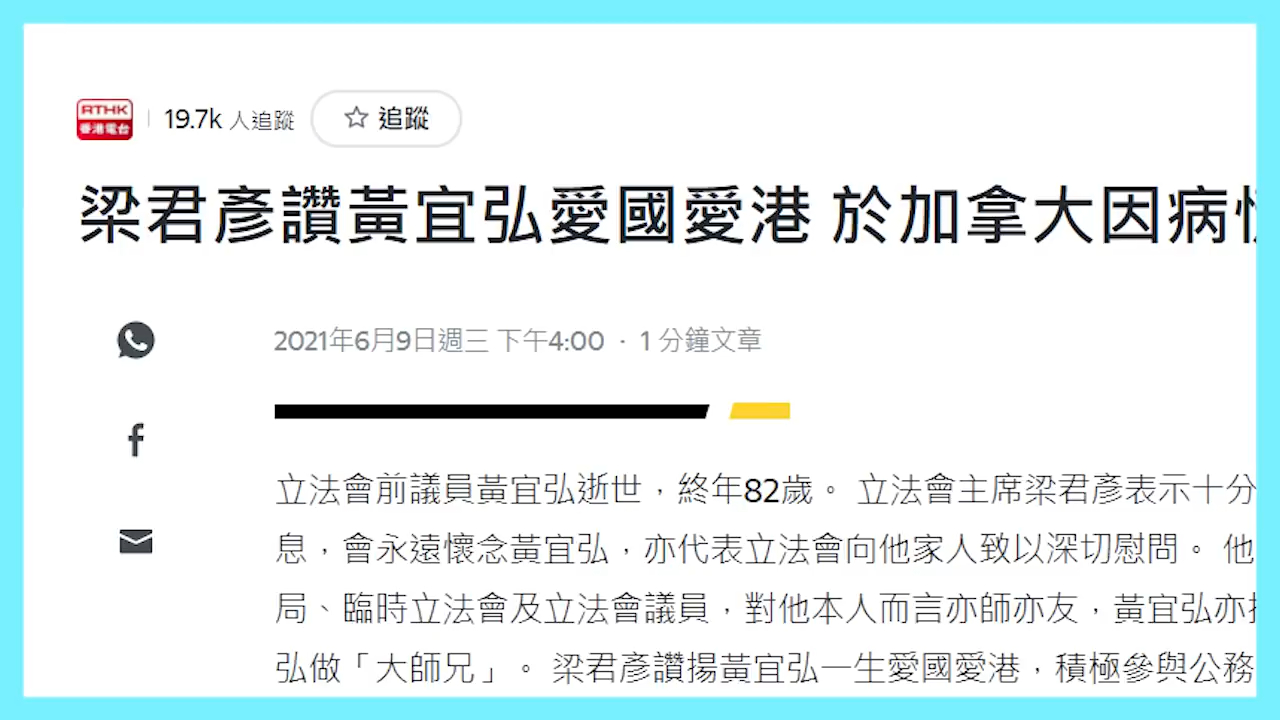 RTHK
香港電台
19.7k 人追蹤
追蹤
梁君彥讚黃宜弘愛國愛港 於加拿大因病
2021年6月9日週三 下午4:00 · 1 分鐘文章
立法會前議員黃宜弘逝世，終年82歲。 立法會主席梁君彥表示十分
息，會永遠懷念黃宜弘，亦代表立法會向他家人致以深切慰問。 他
局、臨時立法會及立法會議員，對他本人而言亦師亦友，黃宜弘亦
弘做「大師兄」。 梁君彥讚揚黃宜弘一生愛國愛港，積極參與公務